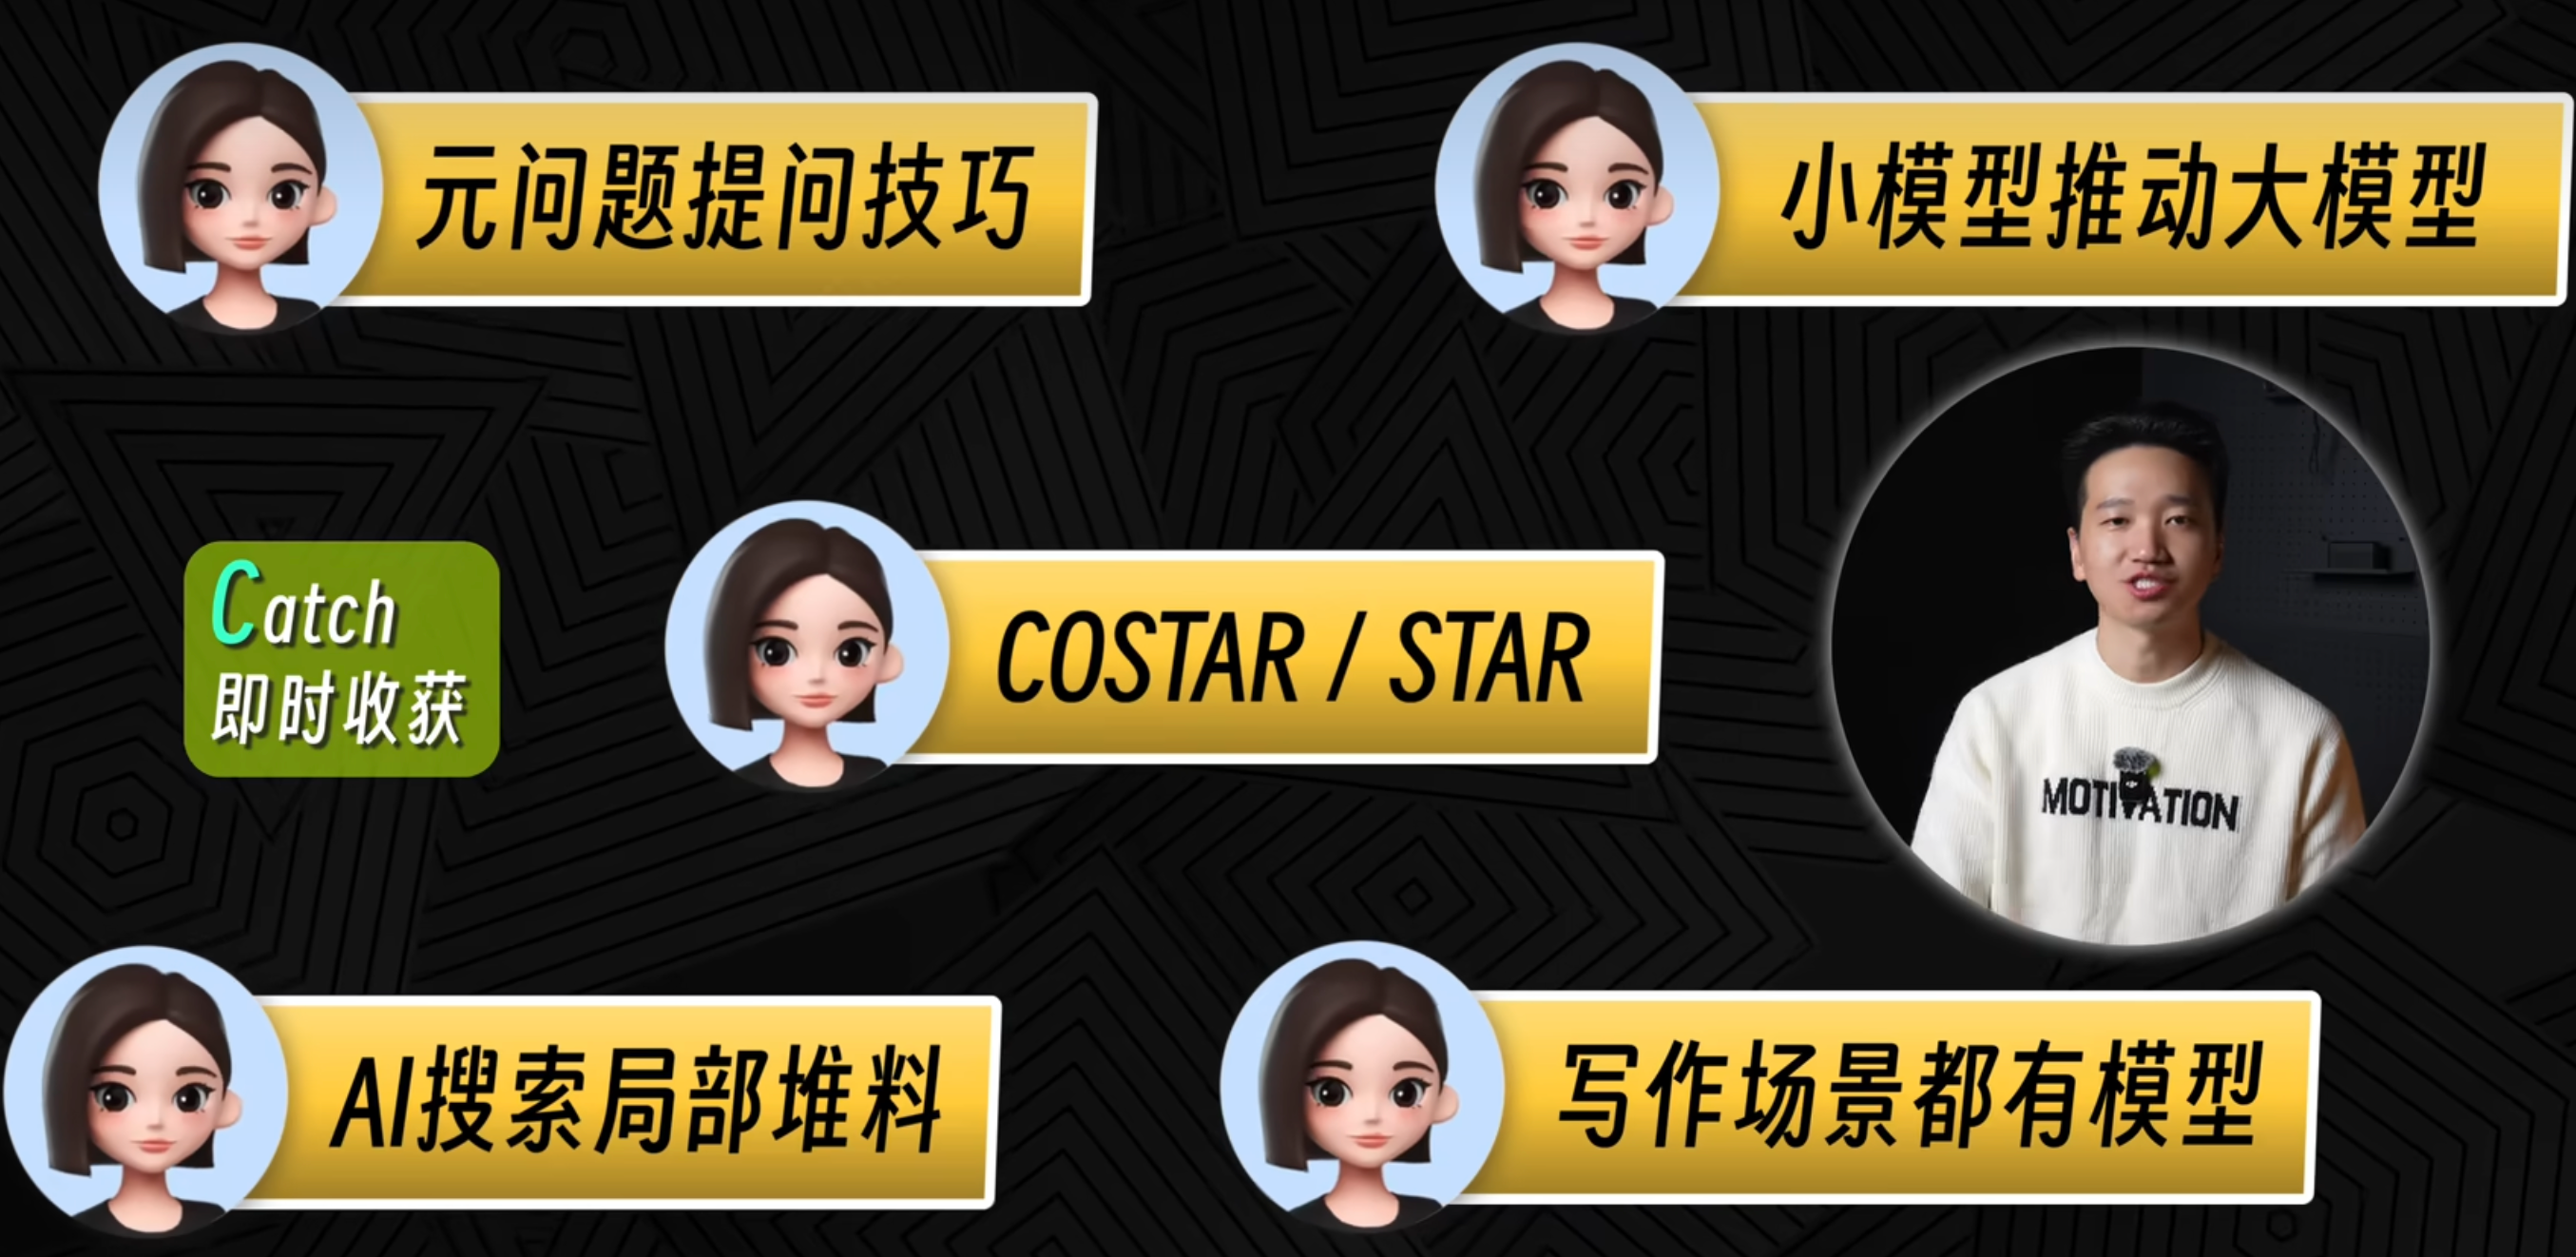 元问题提问技巧
小模型推动大模型
Catch
即时收获
COSTAR / STAR
MOTIVATION
AI搜索局部堆料
写作场景都有模型